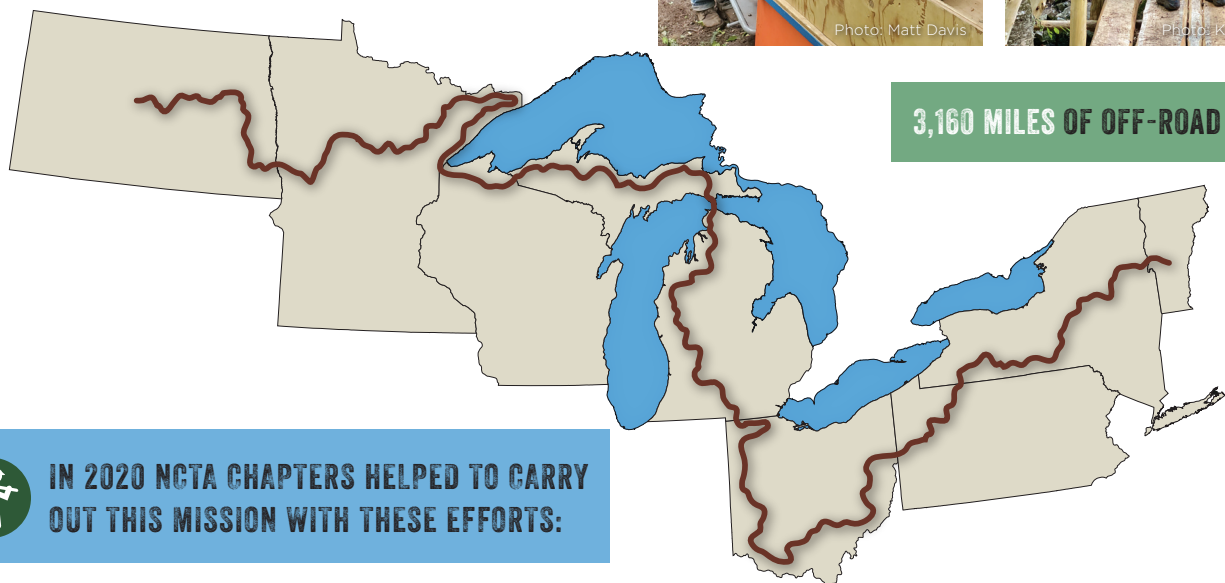 Photo: Matt Davis
Photo: K
3,160 MILES OF OFF-ROAD
IN 2020 NCTA CHAPTERS HELPED TO CARRY
OUT THIS MISSION WITH THESE EFFORTS: